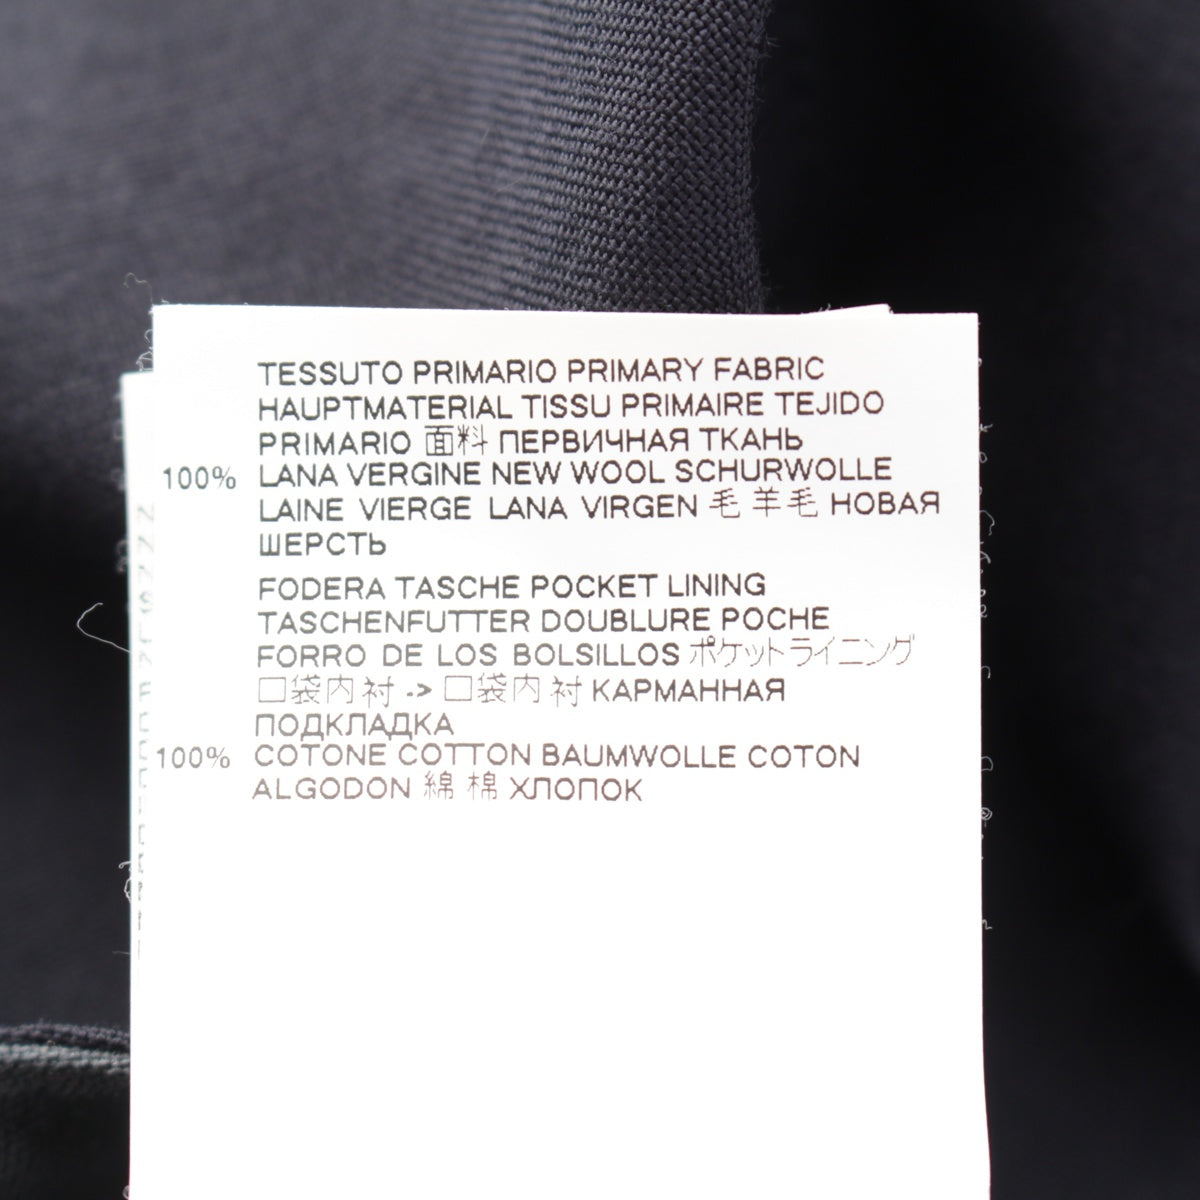 TESSUTO PRIMARIO PRIMARY FABRIC
HAUPTMATERIAL TISSU PRIMAIRE TEJIDO
PRIMARIO 面料 ПЕРВИЧНАЯ ТКАНЬ
100% LANA VERGINE NEW WOOL SCHURWOLLE
LAINE VIERGE LANA VIRGEN 毛 羊毛 НОВАЯ
ШЕРСТЬ
FODERA TASCHE POCKET LINING
TASCHENFUTTER DOUBLURE POCHE
FORRO DE LOS BOLSILLOS ポケットライニング
口袋内衬 -> 口袋内衬 КАРМАННАЯ
ПОДКЛАДКА
100% COTONE COTTON BAUMWOLLE COTON
ALGODON 綿 棉 ХЛОПОК